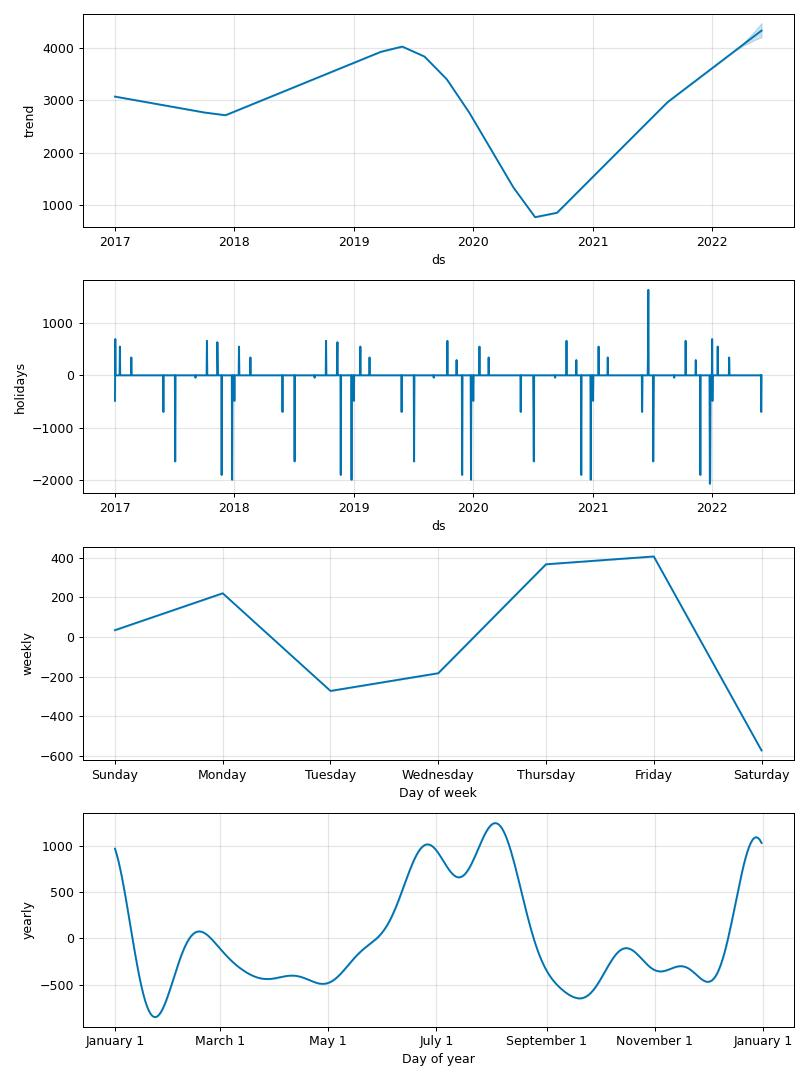 4000
3000
2000
1000
trend
2017 2018 2019 2020 2021 2022
ds
1000
0
−1000
−2000
holidays
2017 2018 2019 2020 2021 2022
ds
400
200
0
−200
−400
−600
weekly
Sunday Monday Tuesday Wednesday Thursday Friday Saturday
Day of week
1000
500
0
−500
yearly
January 1 March 1 May 1 July 1 September 1 November 1 January 1
Day of year